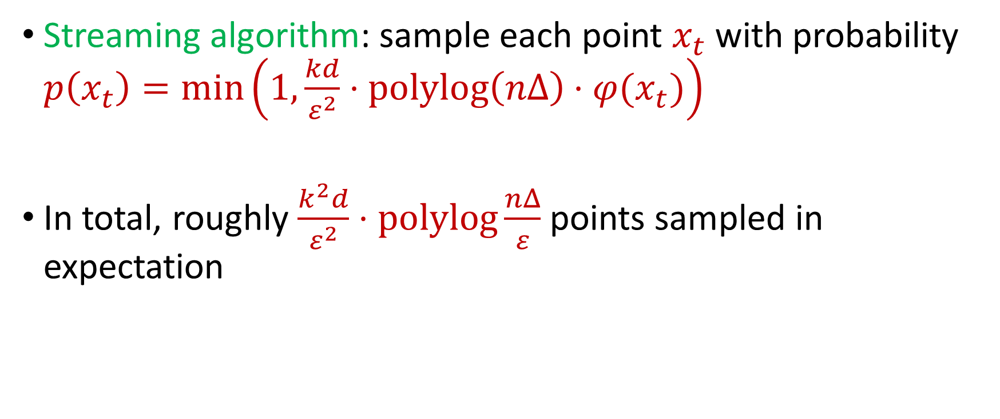 • Streaming algorithm: sample each point $x_t$ with probability
$p(x_t) = \min\left(1, \frac{kd}{\varepsilon^2} \cdot \text{polylog}(n\Delta) \cdot \varphi(x_t)\right)$
• In total, roughly $\frac{k^2 d}{\varepsilon^2} \cdot \text{polylog} \frac{n\Delta}{\varepsilon}$ points sampled in
expectation